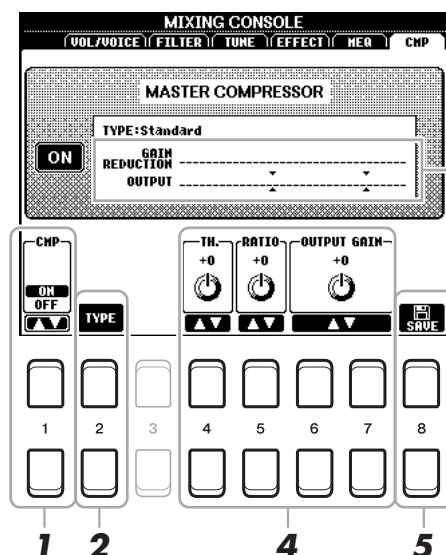 MIXING CONSOLE
VOL/VOICE FILTER TUNE EFFECT MEQ CMP
MASTER COMPRESSOR
TYPE:Standard
ON
GAIN
REDUCTION
OUTPUT
CMP TH. RATIO OUTPUT GAIN
+0 +0 +0
ON
OFF
TYPE SAVE
1 2 3 4 5 6 7 8
1 2 4 5